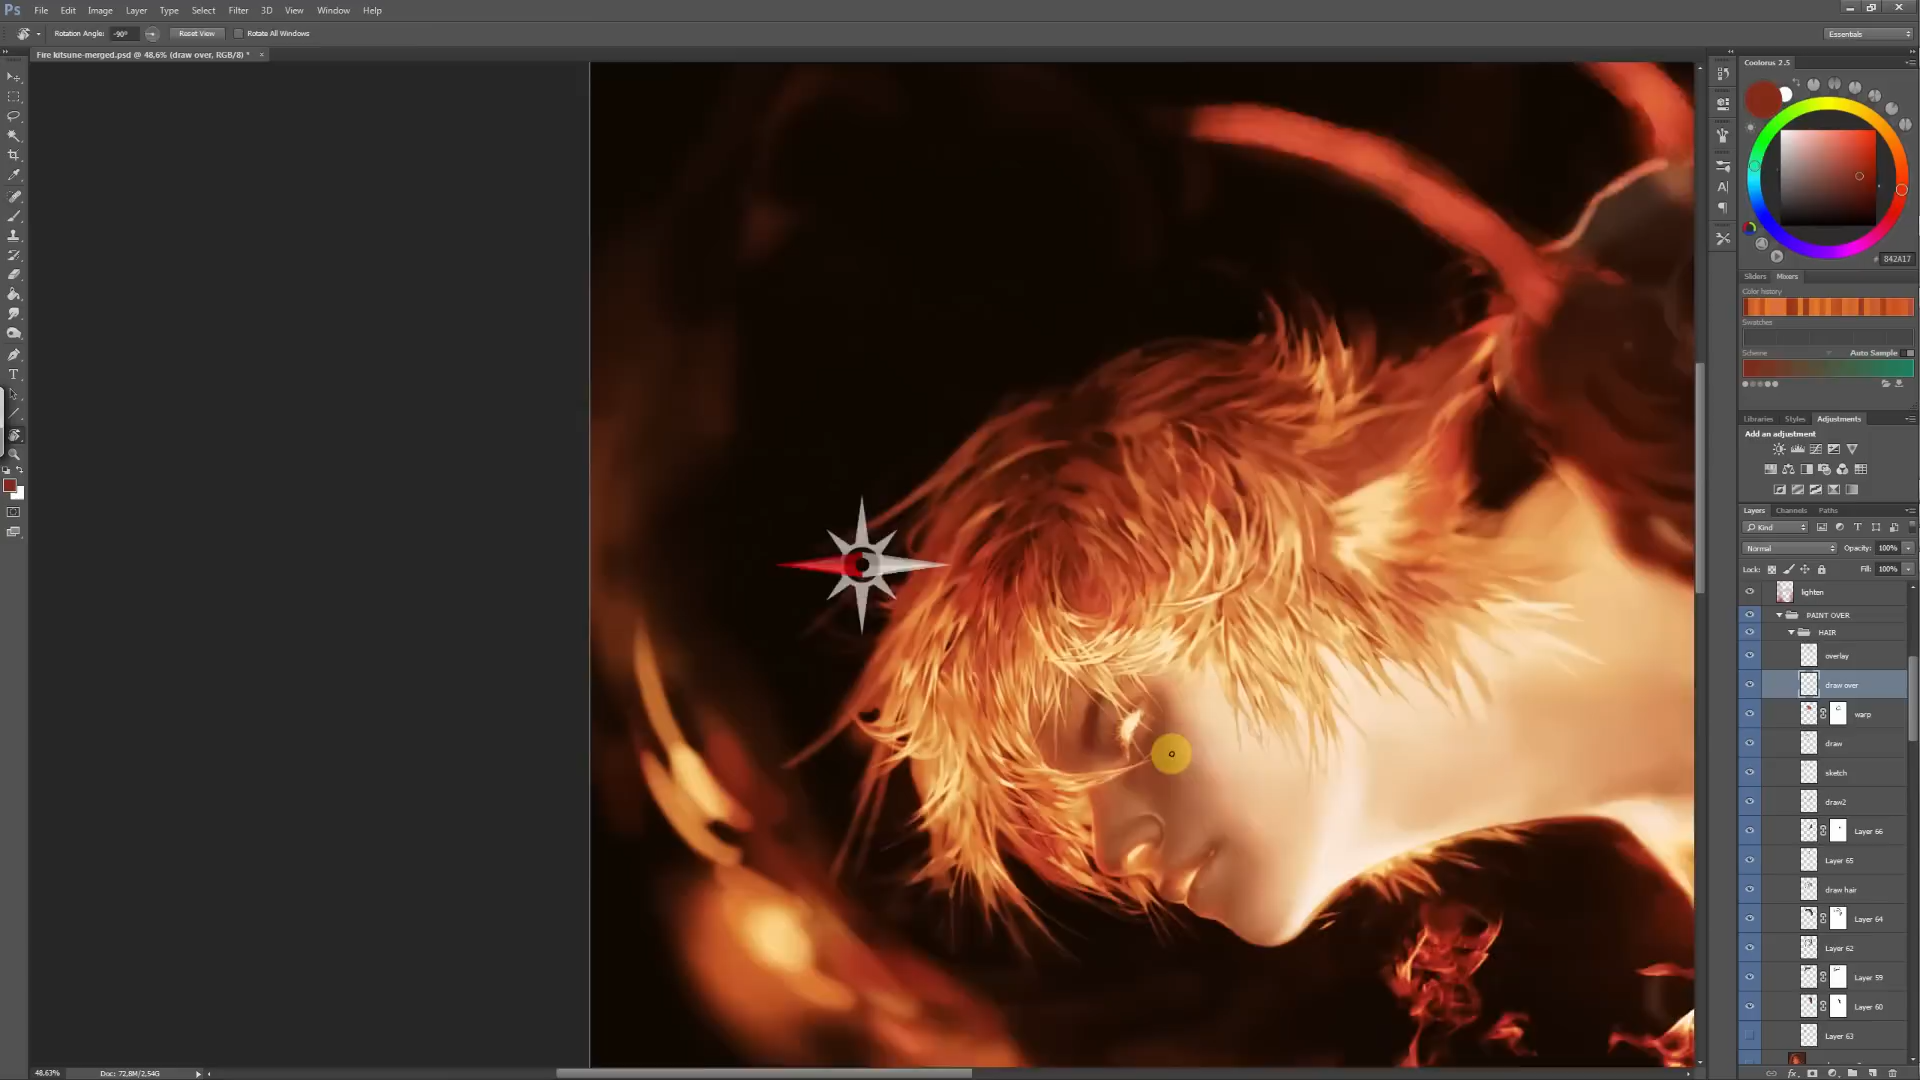 Ps File Edit Image Layer Type Select Filter 3D View Window Help
Rotation Angle: -90° Reset View Rotate All Windows Essentials
Fire kitsune-merged.psd @ 48,6% (draw over, RGB/8) * ×
Coolorus 2.5
842A17
Sliders Mixers
Color history
Swatches
Scheme Auto Sample
Libraries Styles Adjustments
Add an adjustment
Layers Channels Paths
Kind
Normal Opacity: 100%
Lock: Fill: 100%
lighten
PAINT OVER
HAIR
overlay
draw over
warp
draw
sketch
draw2
Layer 66
Layer 65
draw hair
Layer 64
Layer 62
Layer 59
Layer 60
Layer 63
48,63% Doc: 72,8M/2,54G